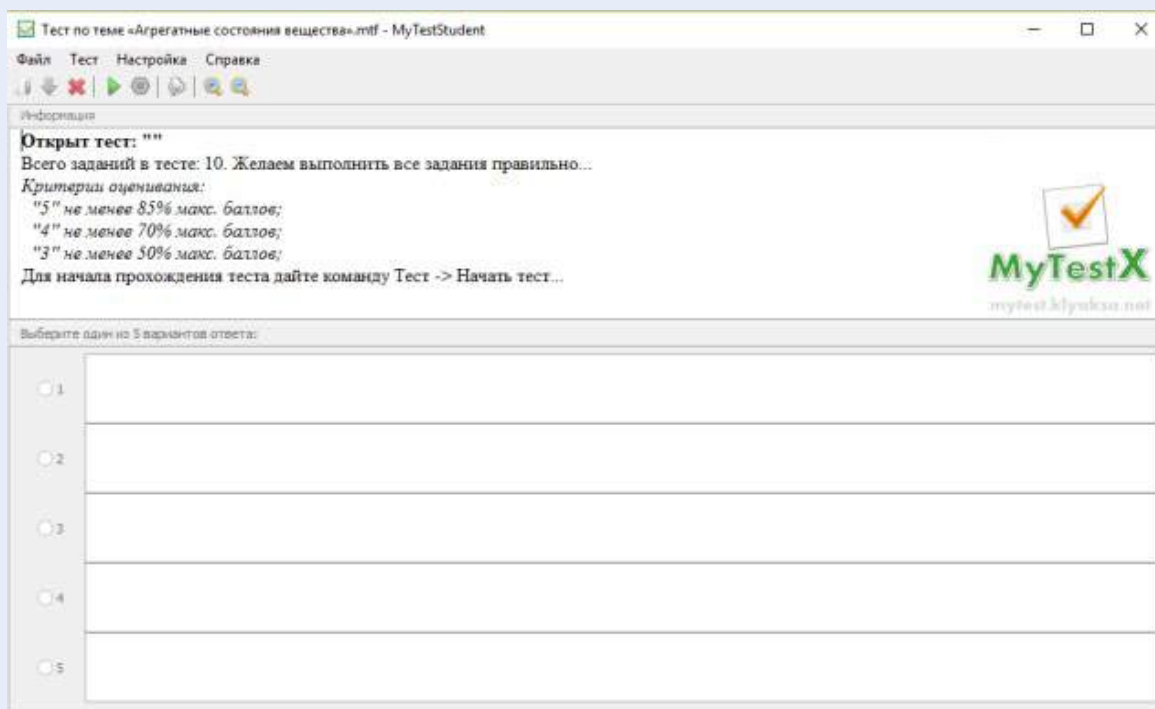 Тест по теме «Агрегатные состояния вещества».mtf - MyTestStudent
Файл Тест Настройка Справка
Информация
Открыт тест: ""
Всего заданий в тесте: 10. Желаем выполнить все задания правильно...
Критерии оценивания:
"5" не менее 85% макс. баллов;
"4" не менее 70% макс. баллов;
"3" не менее 50% макс. баллов;
Для начала прохождения теста дайте команду Тест -> Начать тест...
MyTestX
mytest.klyaksa.net
Выберите один из 5 вариантов ответа:
1
2
3
4
5